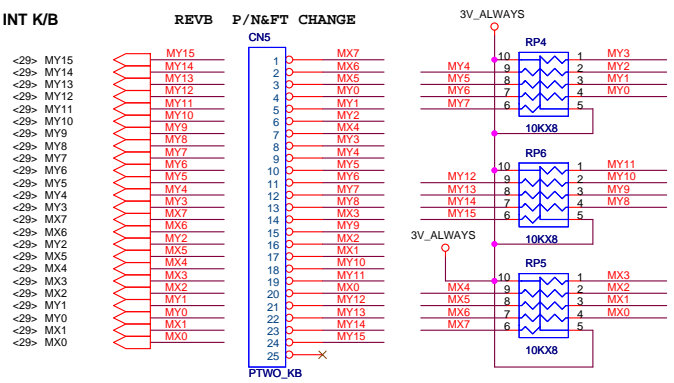 INT K/B
REVB P/N&FT CHANGE
<29> MY15 MY15
<29> MY14 MY14
<29> MY13 MY13
<29> MY12 MY12
<29> MY11 MY11
<29> MY10 MY10
<29> MY9 MY9
<29> MY8 MY8
<29> MY7 MY7
<29> MY6 MY6
<29> MY5 MY5
<29> MY4 MY4
<29> MY3 MY3
<29> MX7 MX7
<29> MX6 MX6
<29> MY2 MY2
<29> MX5 MX5
<29> MX4 MX4
<29> MX3 MX3
<29> MX2 MX2
<29> MY1 MY1
<29> MY0 MY0
<29> MX1 MX1
<29> MX0 MX0
CN5
1 MX7
2 MX6
3 MX5
4 MY0
5 MY1
6 MY2
7 MX4
8 MY3
9 MY4
10 MY5
11 MY6
12 MY7
13 MY8
14 MX3
15 MY9
16 MX2
17 MX1
18 MY10
19 MY11
20 MX0
21 MY12
22 MY13
23 MY14
24 MY15
25
PTWO_KB
3V_ALWAYS
RP4
10 1 MY3
MY4 9 2 MY2
MY5 8 3 MY1
MY6 7 4 MY0
MY7 6 5
10KX8
RP6
10 1 MY11
MY12 9 2 MY10
MY13 8 3 MY9
MY14 7 4 MY8
MY15 6 5
10KX8
3V_ALWAYS
RP5
10 1 MX3
MX4 9 2 MX2
MX5 8 3 MX1
MX6 7 4 MX0
MX7 6 5
10KX8